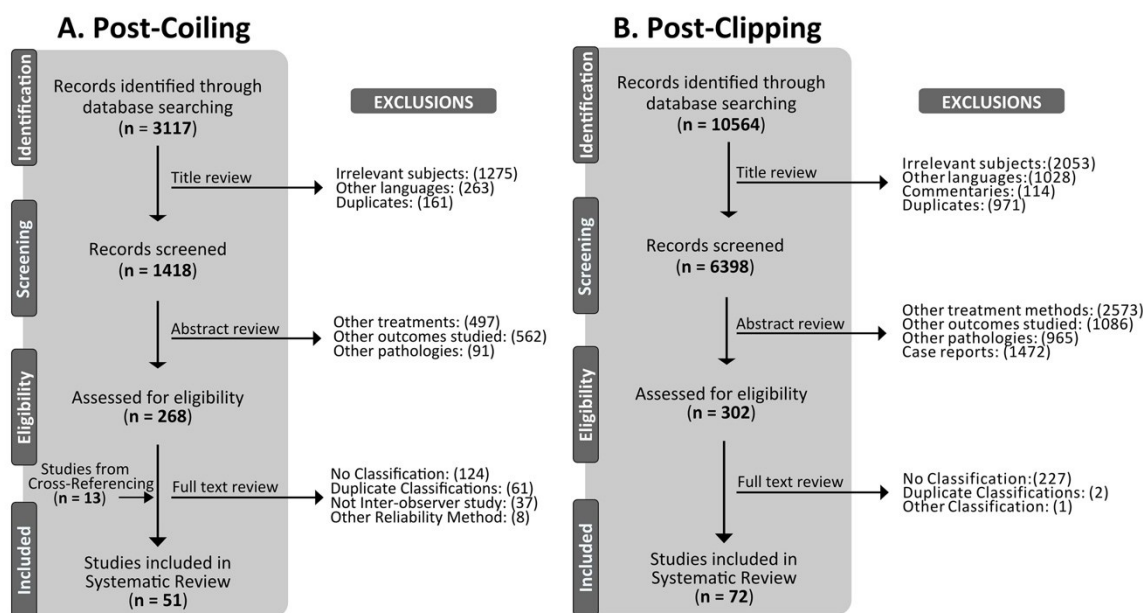 A. Post-Coiling
Identification
Records identified through
database searching
(n = 3117)
EXCLUSIONS
Title review
Irrelevant subjects: (1275)
Other languages: (263)
Duplicates: (161)
Screening
Records screened
(n = 1418)
Abstract review
Other treatments: (497)
Other outcomes studied: (562)
Other pathologies: (91)
Eligibility
Assessed for eligibility
(n = 268)
Studies from
Cross-Referencing
(n = 13)
Full text review
No Classification: (124)
Duplicate Classifications: (61)
Not Inter-observer study: (37)
Other Reliability Method: (8)
Included
Studies included in
Systematic Review
(n = 51)
B. Post-Clipping
Identification
Records identified through
database searching
(n = 10564)
EXCLUSIONS
Title review
Irrelevant subjects:(2053)
Other languages:(1028)
Commentaries: (114)
Duplicates: (971)
Screening
Records screened
(n = 6398)
Abstract review
Other treatment methods: (2573)
Other outcomes studied: (1086)
Other pathologies: (965)
Case reports: (1472)
Eligibility
Assessed for eligibility
(n = 302)
Full text review
No Classification: (227)
Duplicate Classifications: (2)
Other Classification: (1)
Included
Studies included in
Systematic Review
(n = 72)